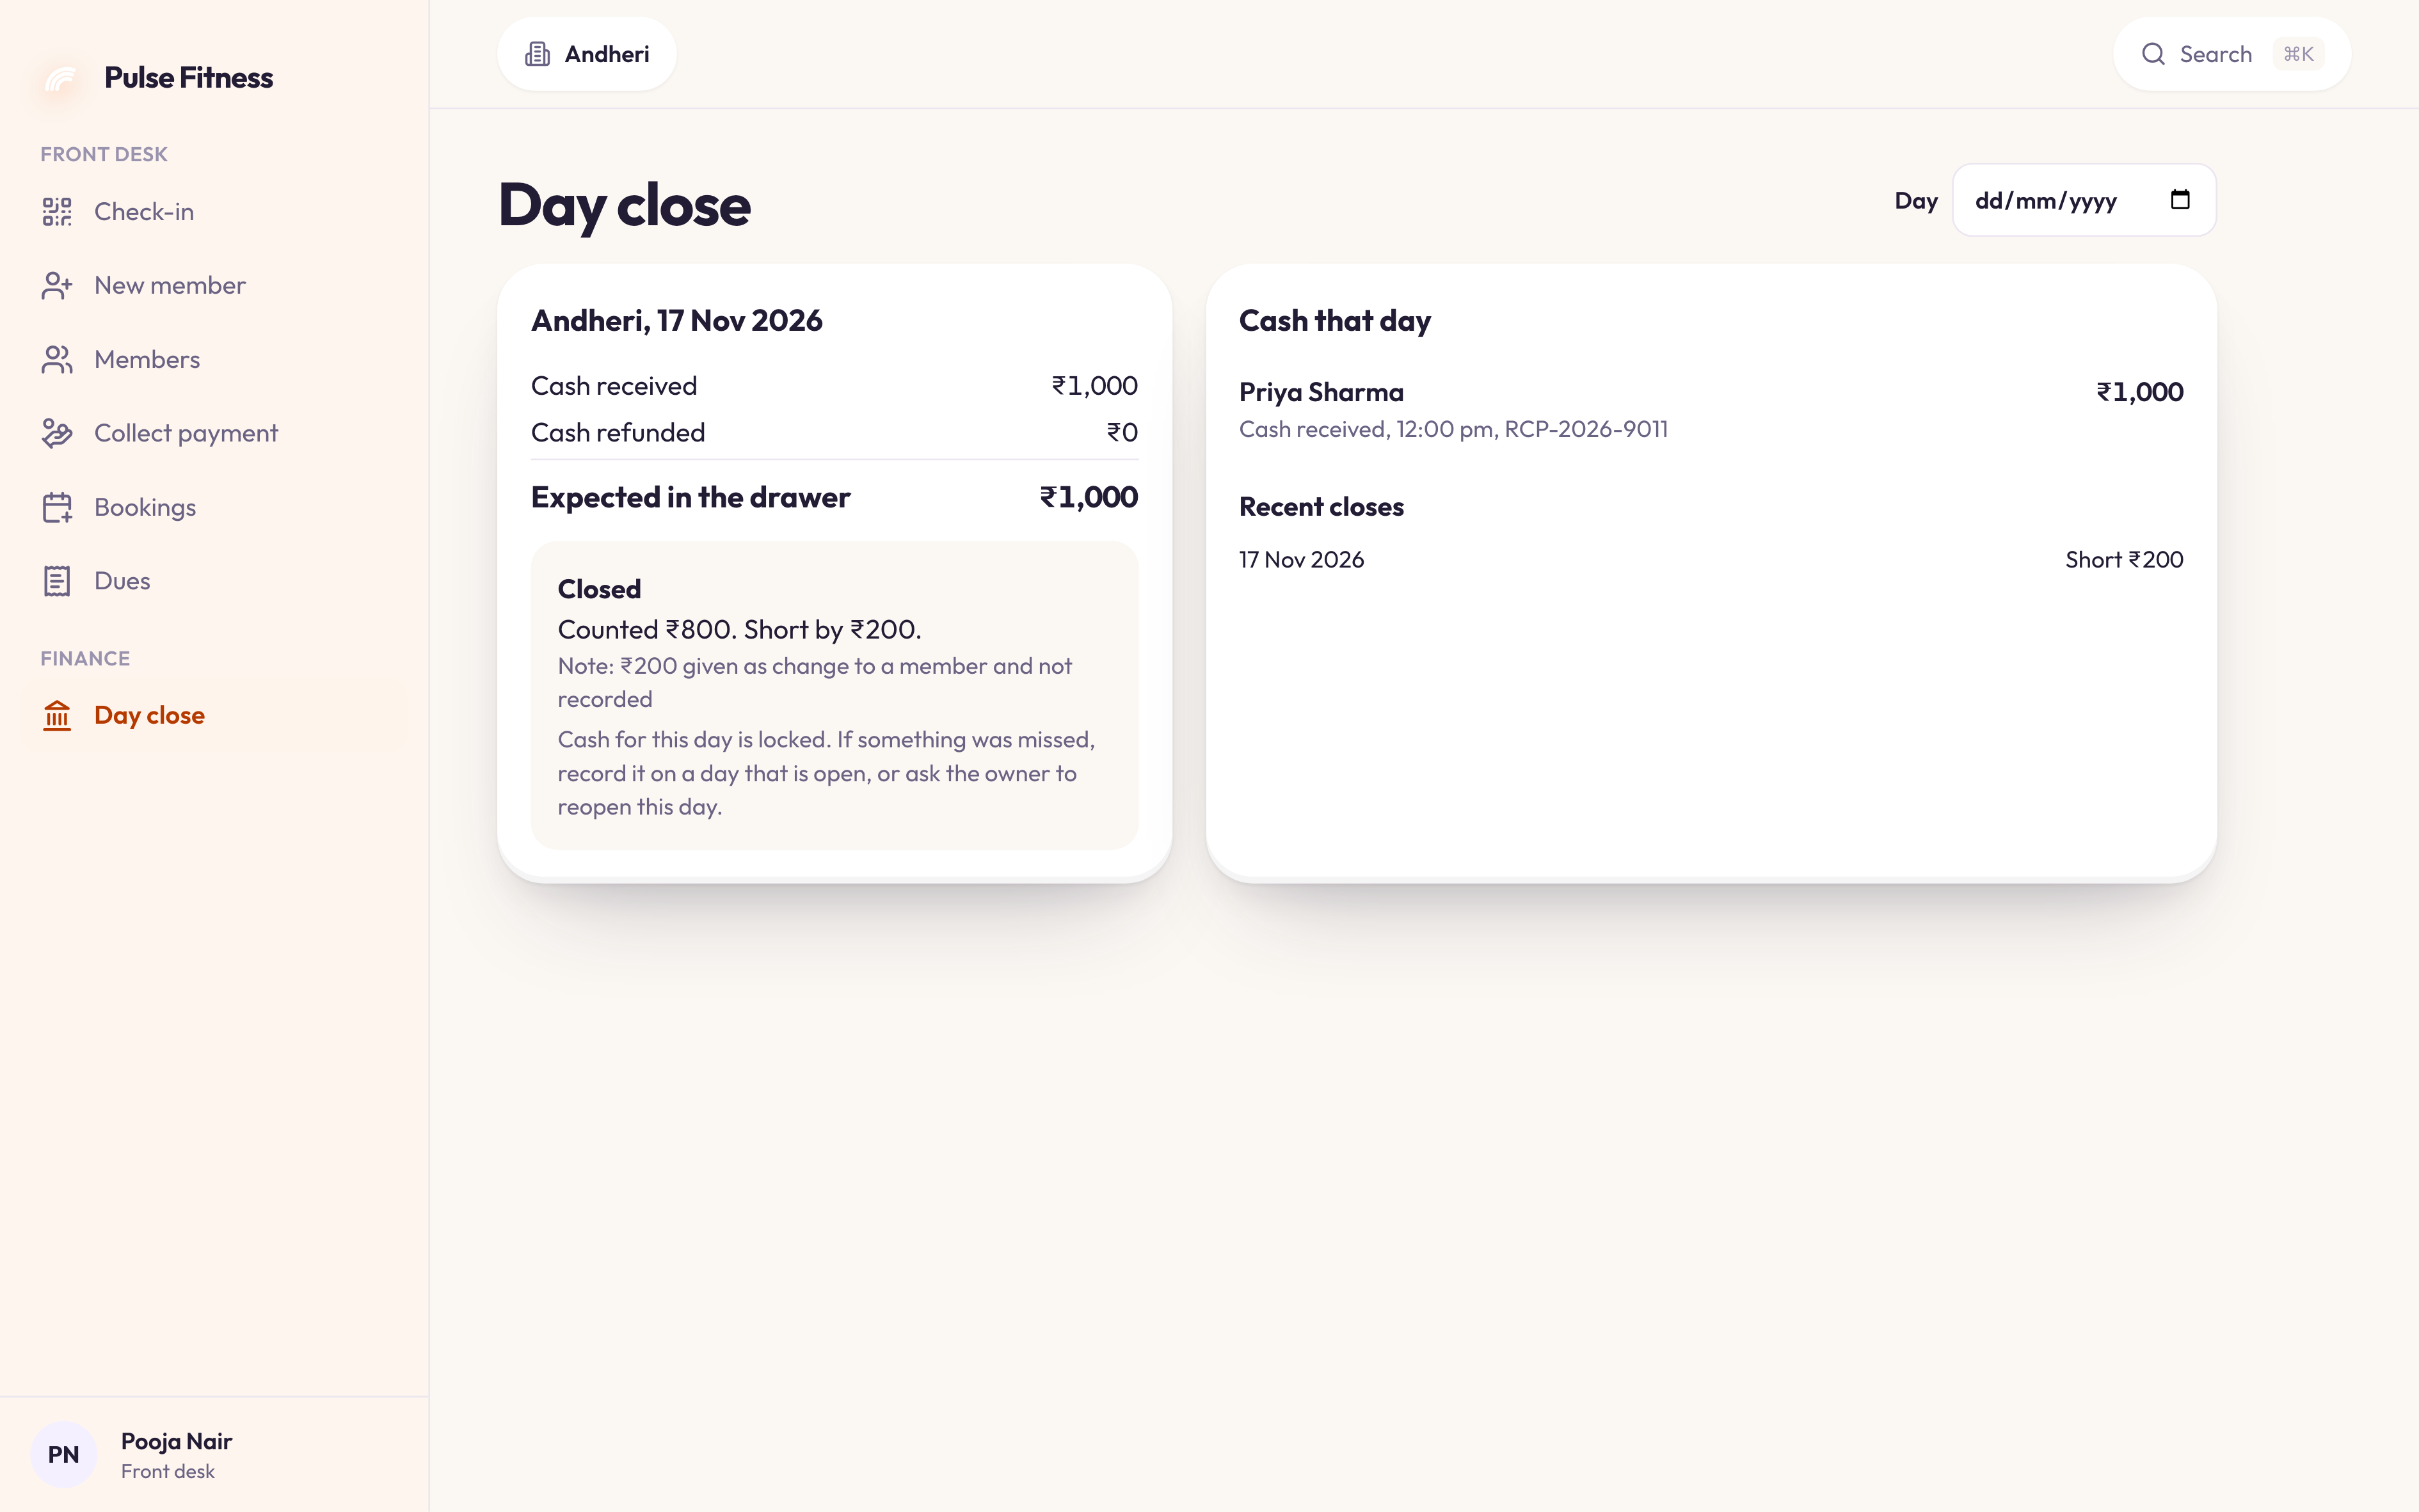 Pulse Fitness
FRONT DESK
Check-in
New member
Members
Collect payment
Bookings
Dues
FINANCE
Day close
PN
Pooja Nair
Front desk
Andheri
Search ⌘K
Day close
Day dd/mm/yyyy
Andheri, 17 Nov 2026
Cash received ₹1,000
Cash refunded ₹0
Expected in the drawer ₹1,000
Closed
Counted ₹800. Short by ₹200.
Note: ₹200 given as change to a member and not
recorded
Cash for this day is locked. If something was missed,
record it on a day that is open, or ask the owner to
reopen this day.
Cash that day
Priya Sharma ₹1,000
Cash received, 12:00 pm, RCP-2026-9011
Recent closes
17 Nov 2026 Short ₹200